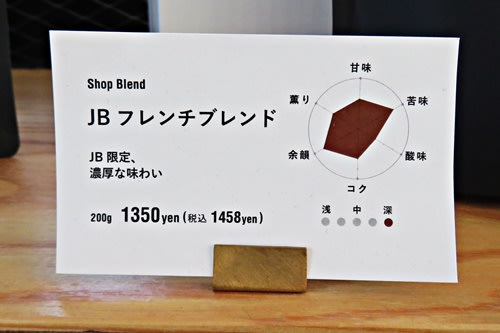 Shop Blend
JB フレンチブレンド
JB 限定、
濃厚な味わい
200g 1350yen (税込 1458yen)
甘味
苦味
酸味
コク
余韻
薫り
浅 中 深